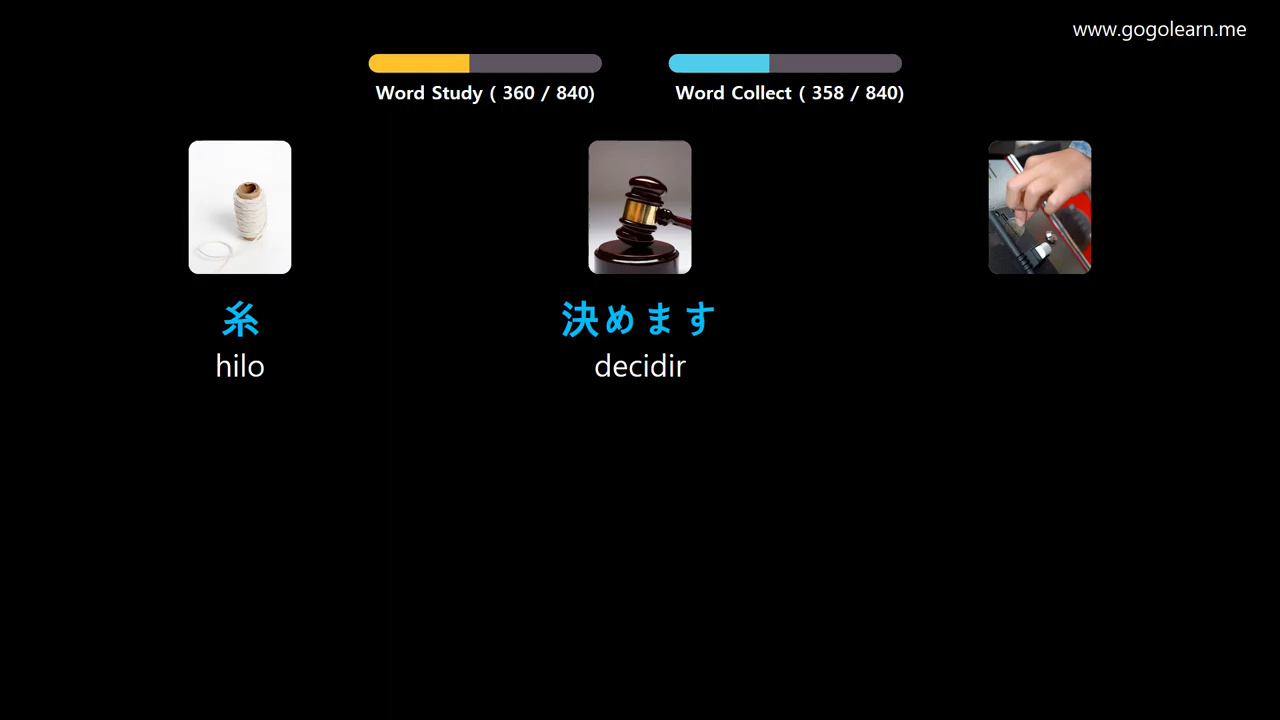 www.gogolearn.me
Word Study ( 360 / 840)
Word Collect ( 358 / 840)
糸
hilo
決めます
decidir